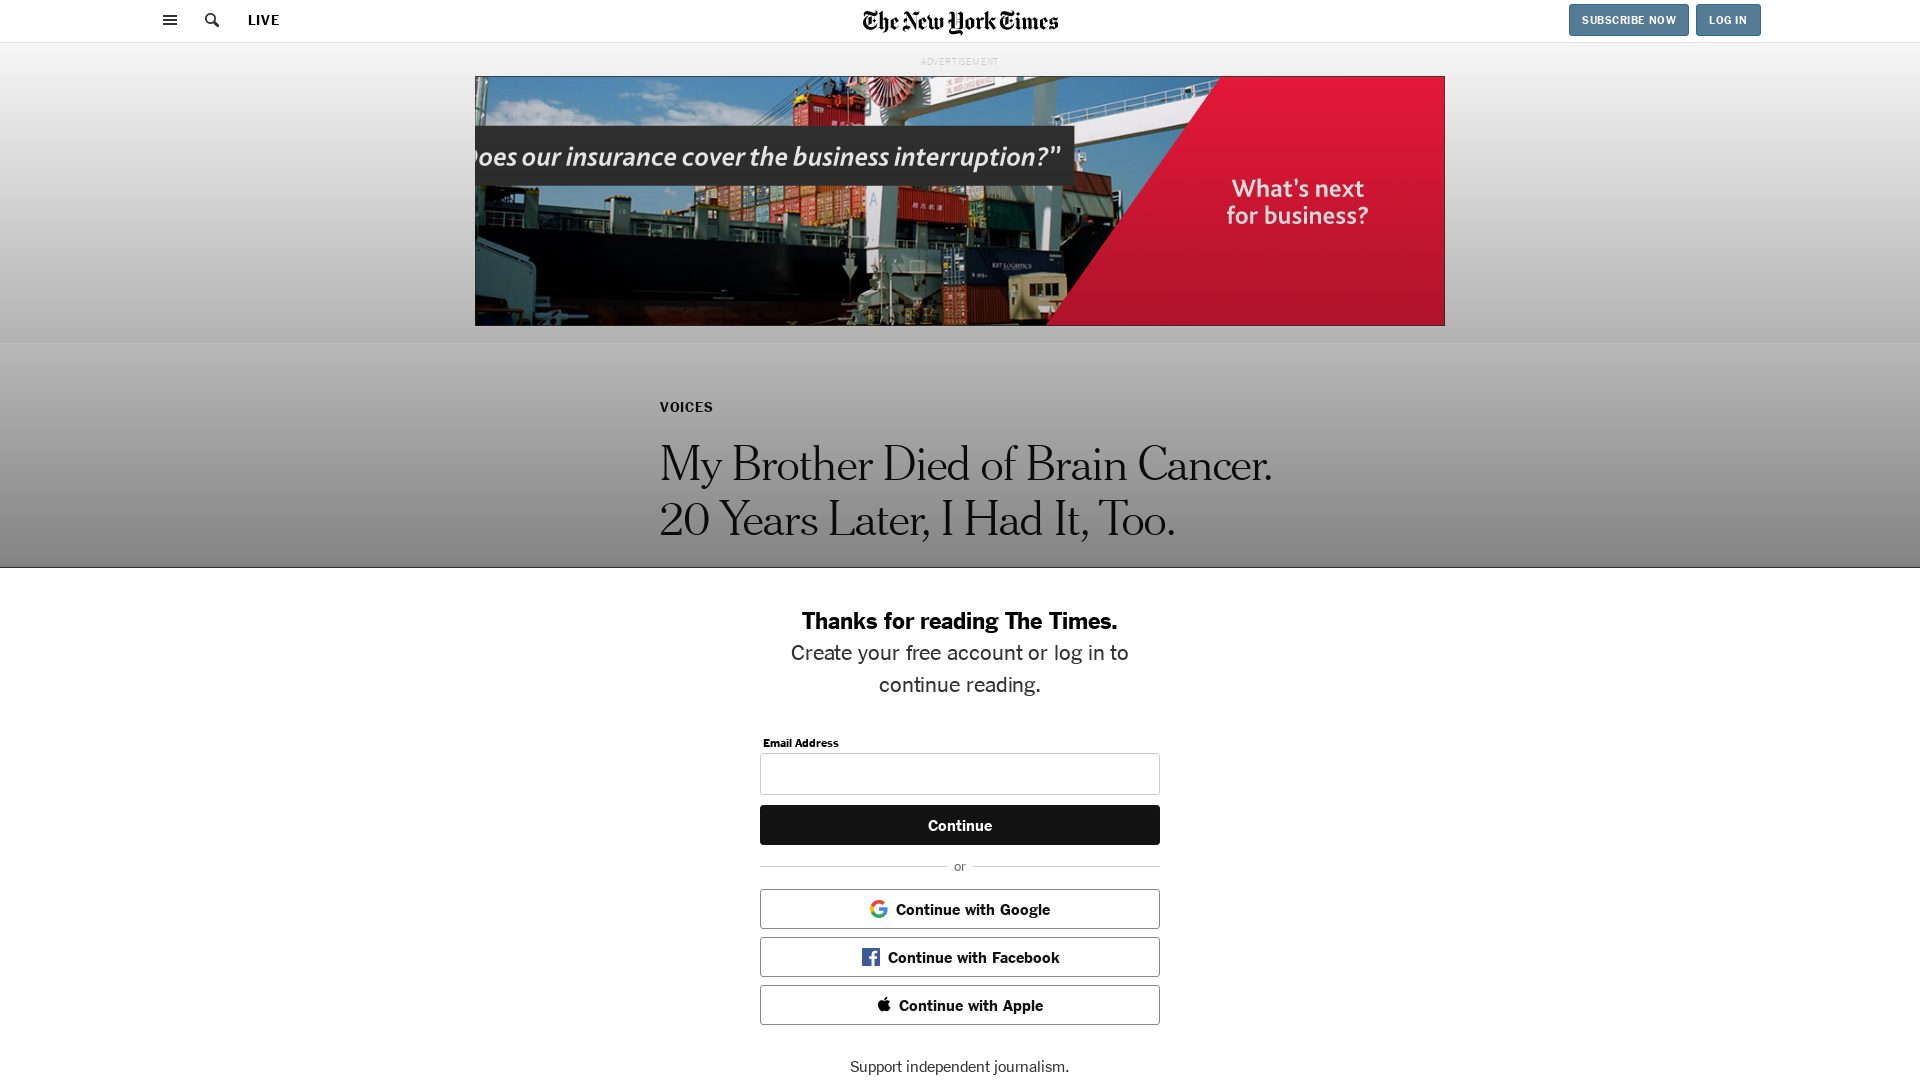 LIVE
The New York Times
SUBSCRIBE NOW
LOG IN
ADVERTISEMENT
oes our insurance cover the business interruption?”
What’s next
for business?
VOICES
My Brother Died of Brain Cancer.
20 Years Later, I Had It, Too.
Thanks for reading The Times.
Create your free account or log in to
continue reading.
Email Address
Continue
or
Continue with Google
Continue with Facebook
Continue with Apple
Support independent journalism.